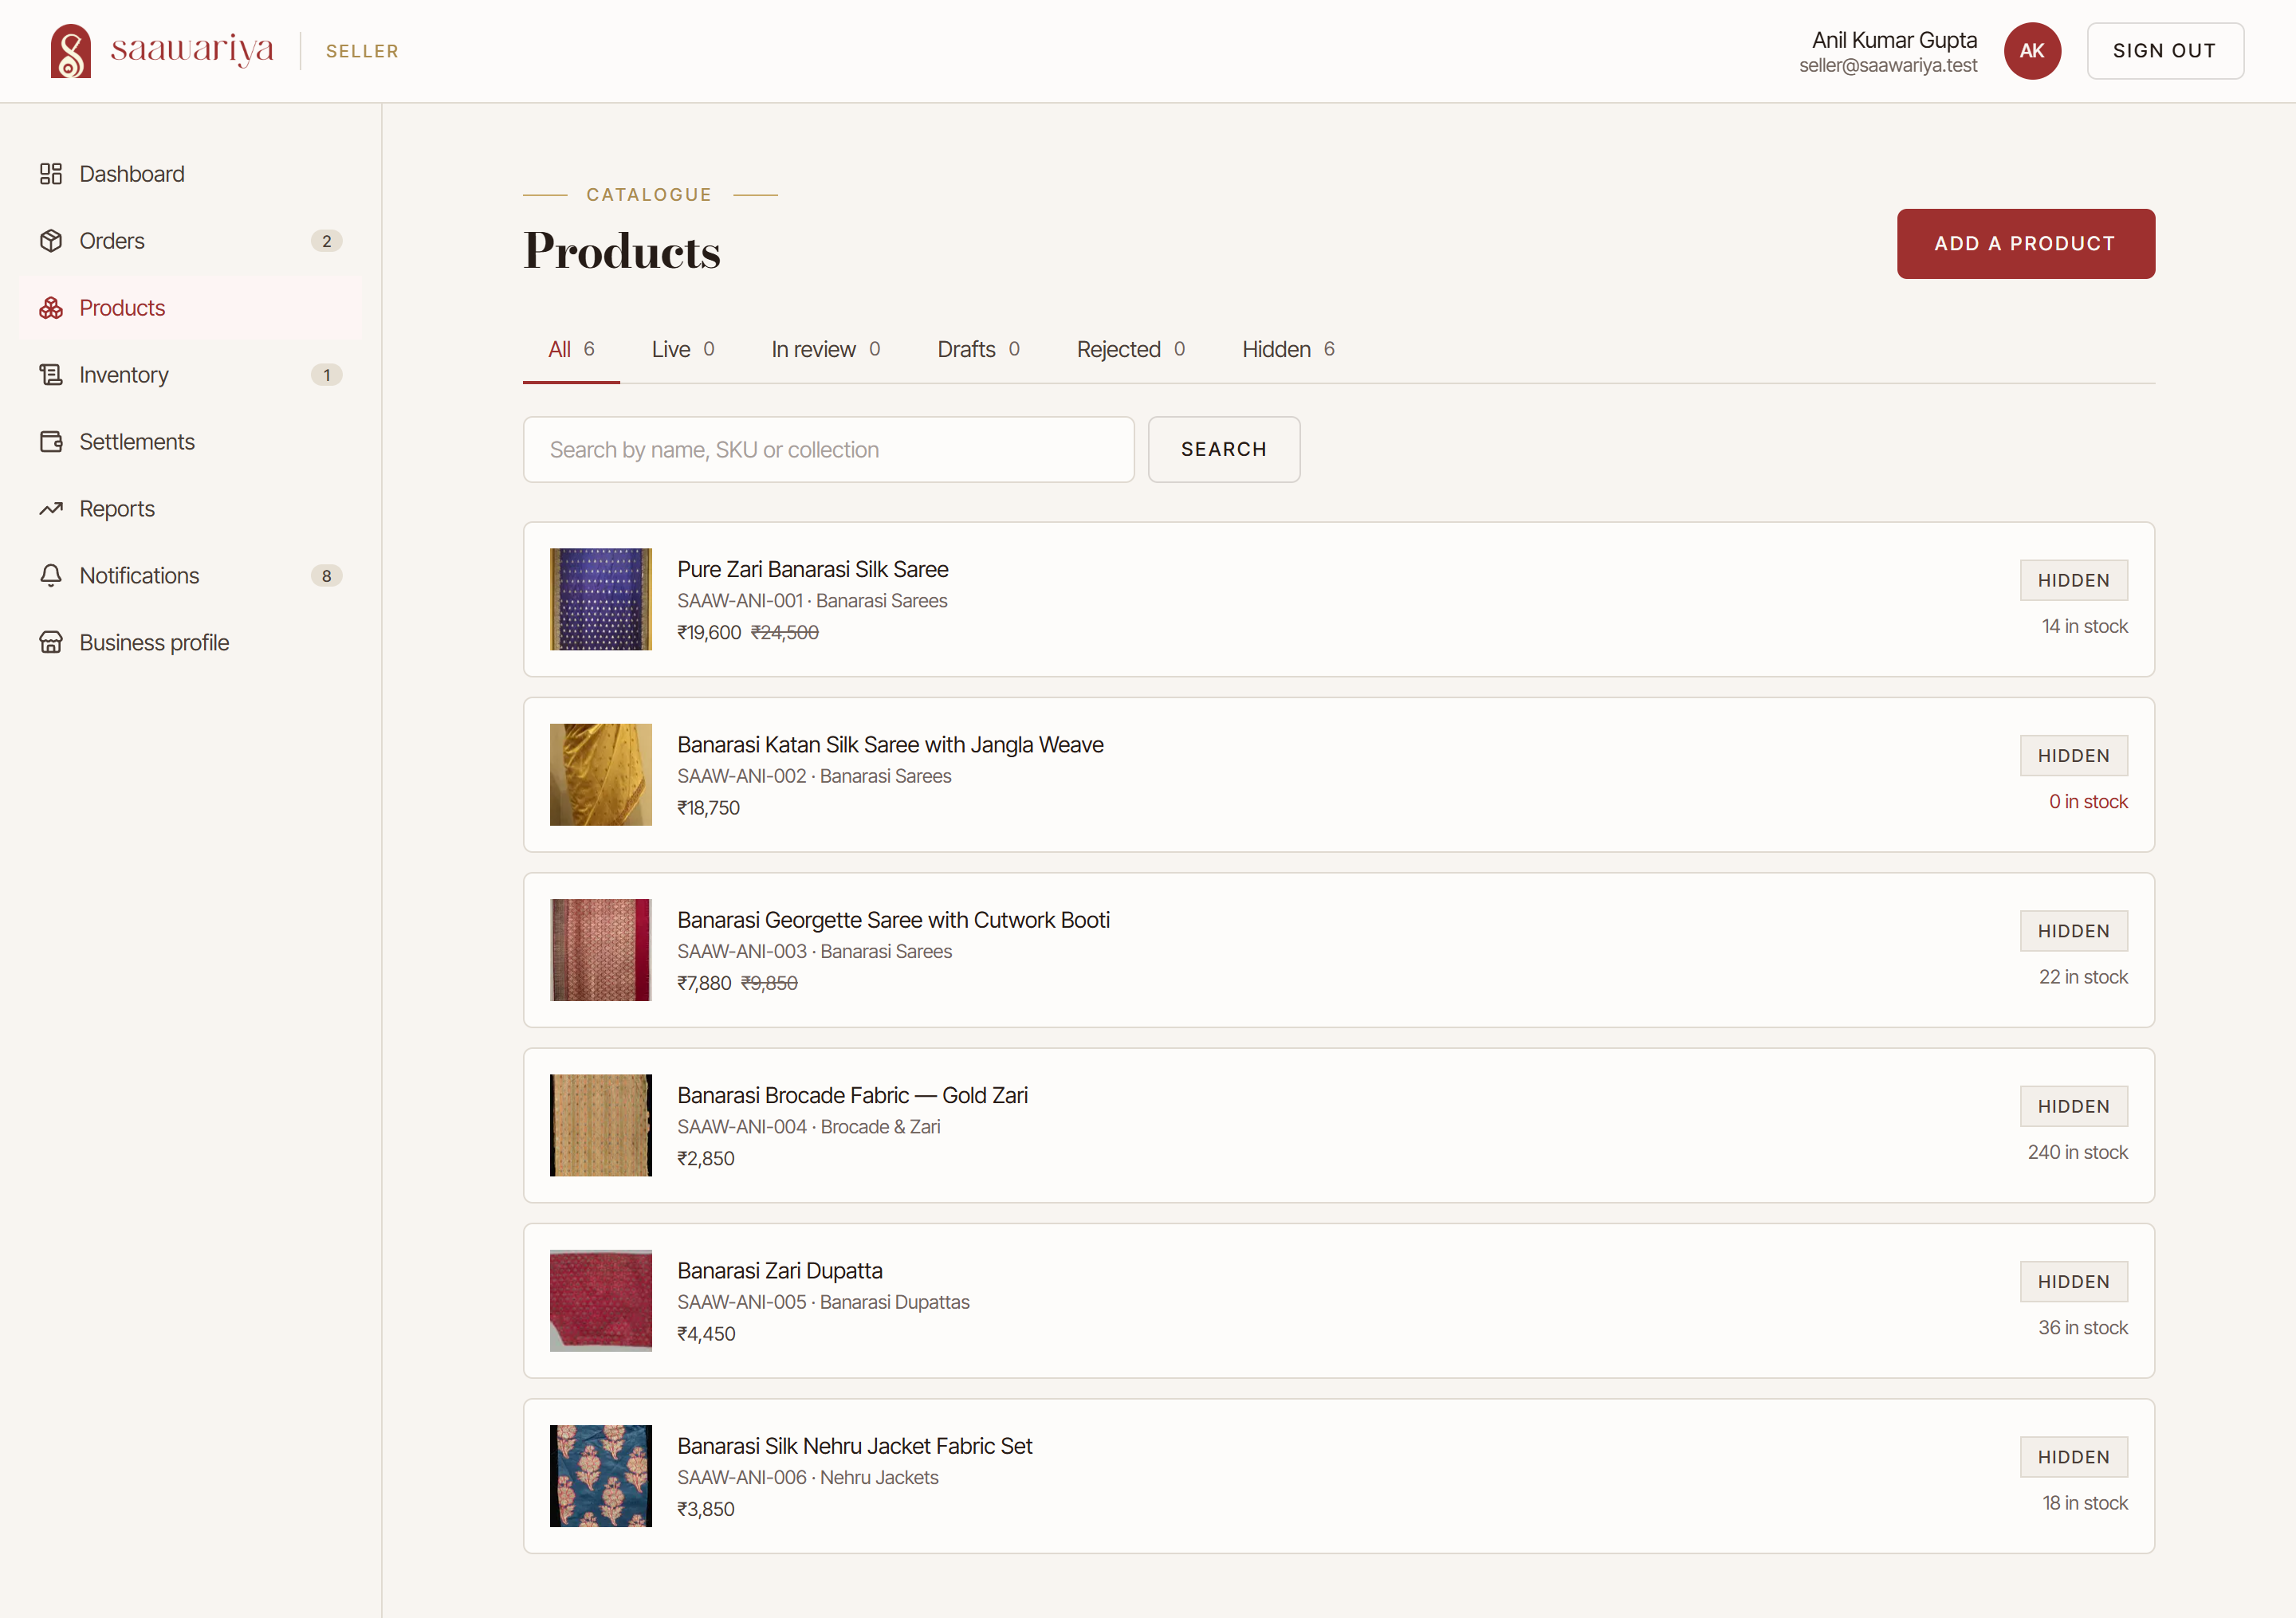 saawariya
SELLER
Anil Kumar Gupta
seller@saawariya.test
AK
SIGN OUT
Dashboard
Orders 2
Products
Inventory 1
Settlements
Reports
Notifications 8
Business profile
CATALOGUE
Products
ADD A PRODUCT
All 6 Live 0 In review 0 Drafts 0 Rejected 0 Hidden 6
Search by name, SKU or collection
SEARCH
Pure Zari Banarasi Silk Saree
SAAW-ANI-001 · Banarasi Sarees
₹19,600 ₹24,500
HIDDEN
14 in stock
Banarasi Katan Silk Saree with Jangla Weave
SAAW-ANI-002 · Banarasi Sarees
₹18,750
HIDDEN
0 in stock
Banarasi Georgette Saree with Cutwork Booti
SAAW-ANI-003 · Banarasi Sarees
₹7,880 ₹9,850
HIDDEN
22 in stock
Banarasi Brocade Fabric — Gold Zari
SAAW-ANI-004 · Brocade & Zari
₹2,850
HIDDEN
240 in stock
Banarasi Zari Dupatta
SAAW-ANI-005 · Banarasi Dupattas
₹4,450
HIDDEN
36 in stock
Banarasi Silk Nehru Jacket Fabric Set
SAAW-ANI-006 · Nehru Jackets
₹3,850
HIDDEN
18 in stock